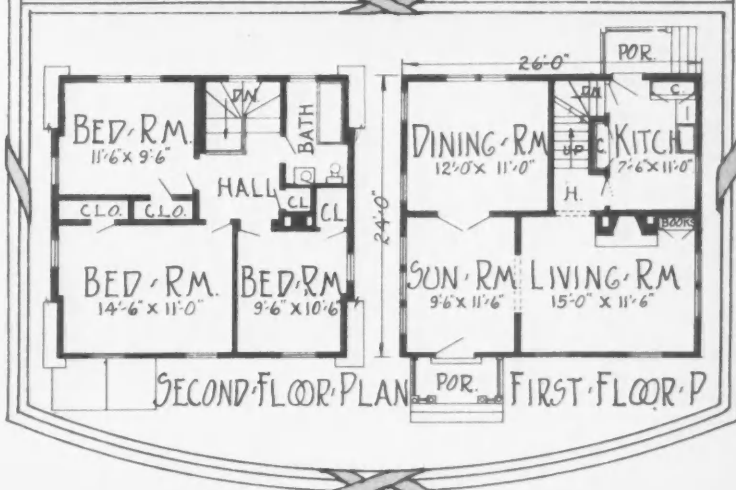 BED-RM.
11'-6" X 9'-6"
DN.
BATH
HALL
CL
CL.
CLO.
CLO.
BED-RM.
14'-6" X 11'-0"
BED-RM
9'-6" X 10'-6"
SECOND-FLOOR-PLAN
26'-0"
24'-0"
POR.
DINING-RM
12'-0" X 11'-0"
DN.
UP
C.
C.
KITCH
7'-6" X 11'-0"
H.
BOOKS
SUN-RM
9'-6" X 11'-6"
LIVING-RM
15'-0" X 11'-6"
POR.
FIRST-FLOOR-P